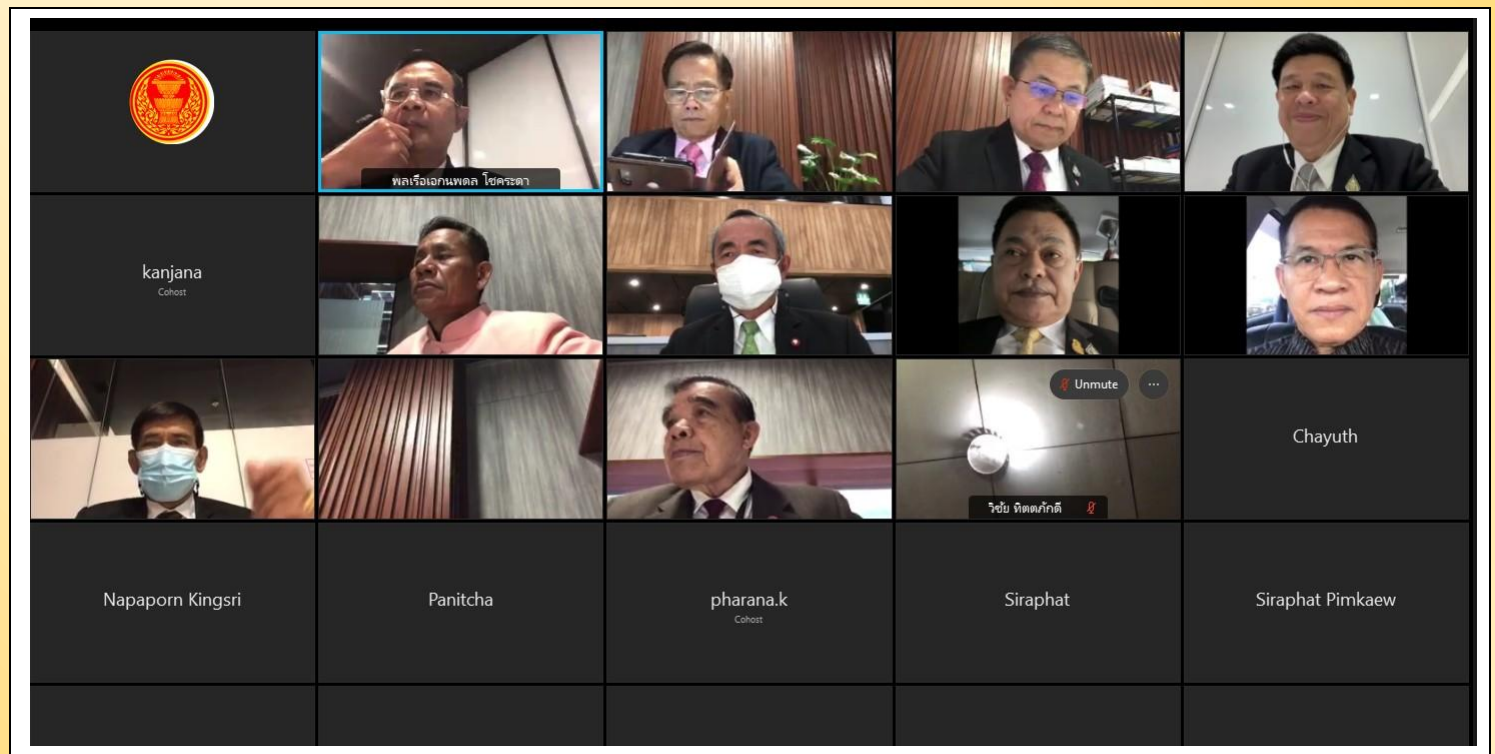 พลเรือเอกนพดล โชคระดา
kanjana
Cohost
Unmute
วิชัย ทิตตภักดี
Chayuth
Napaporn Kingsri
Panitcha
pharana.k
Cohost
Siraphat
Siraphat Pimkaew